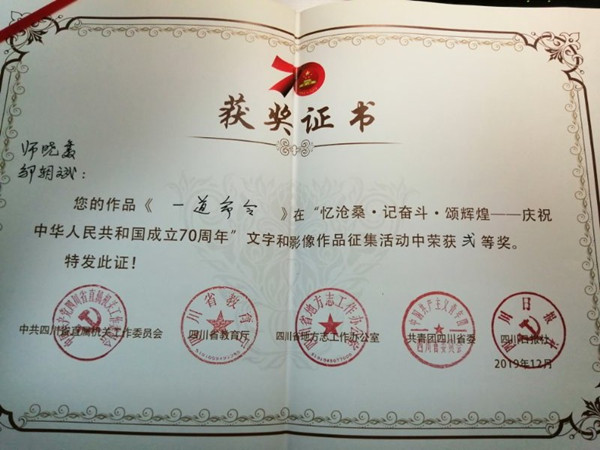 获奖证书
师晓
邹朝斌：
您的作品《一道命令》在“忆沧桑·记奋斗·颂辉煌——庆祝
中华人民共和国成立70周年”文字和影像作品征集活动中荣获贰等奖。
特发此证！
中共四川省直属机关工作委员会 四川省教育厅 四川省地方志工作办公室 共青团四川省委 四川日报社
2019年12月